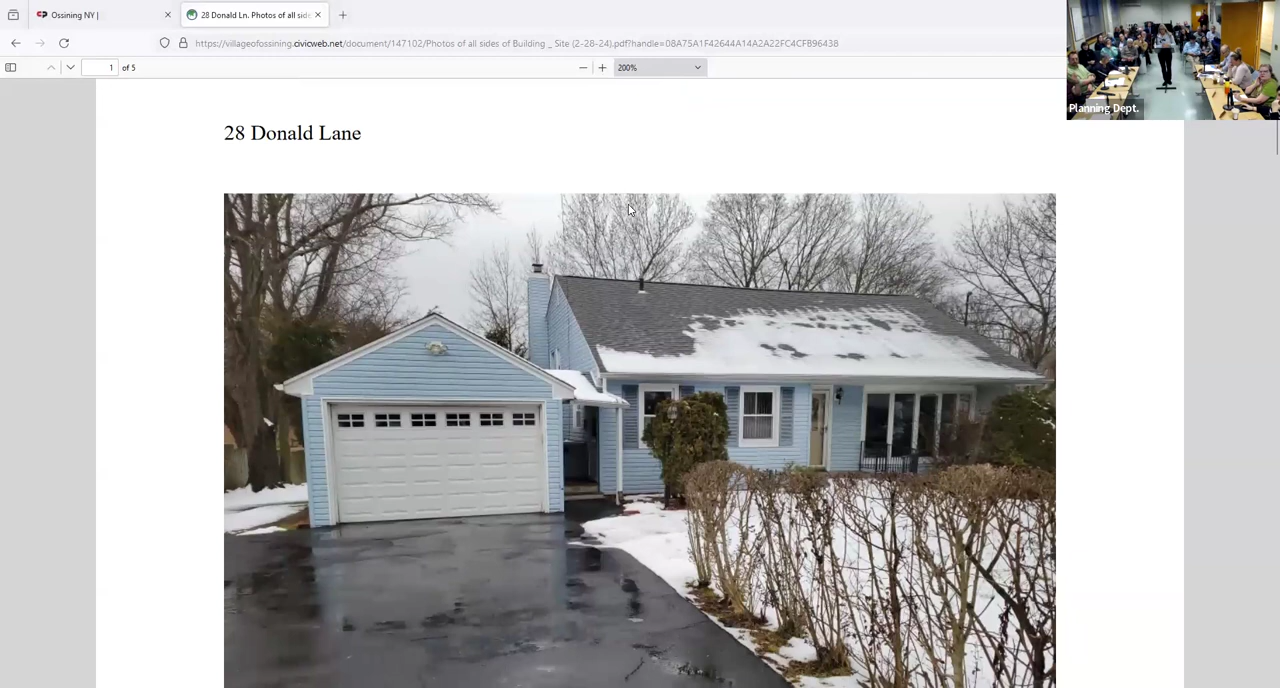 Ossining NY |
28 Donald Ln. Photos of all side
https://villageofossining.civicweb.net/document/147102/Photos of all sides of Building _ Site (2-28-24).pdf?handle=08A75A1F42644A14A2A22FC4CFB96438
1 of 5
200%
Planning Dept.
28 Donald Lane